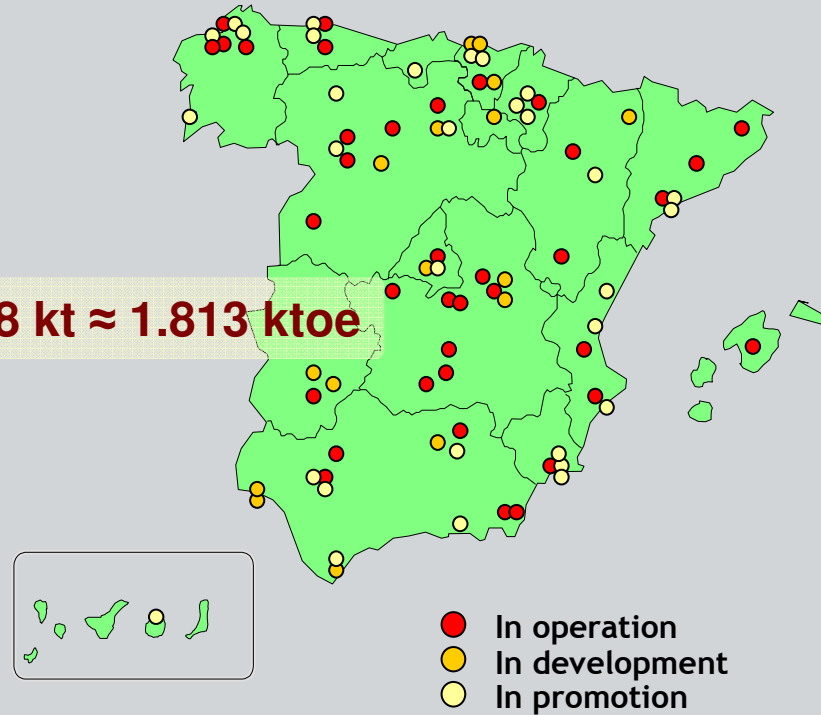 8 kt ≈ 1.813 ktoe
In operation
In development
In promotion